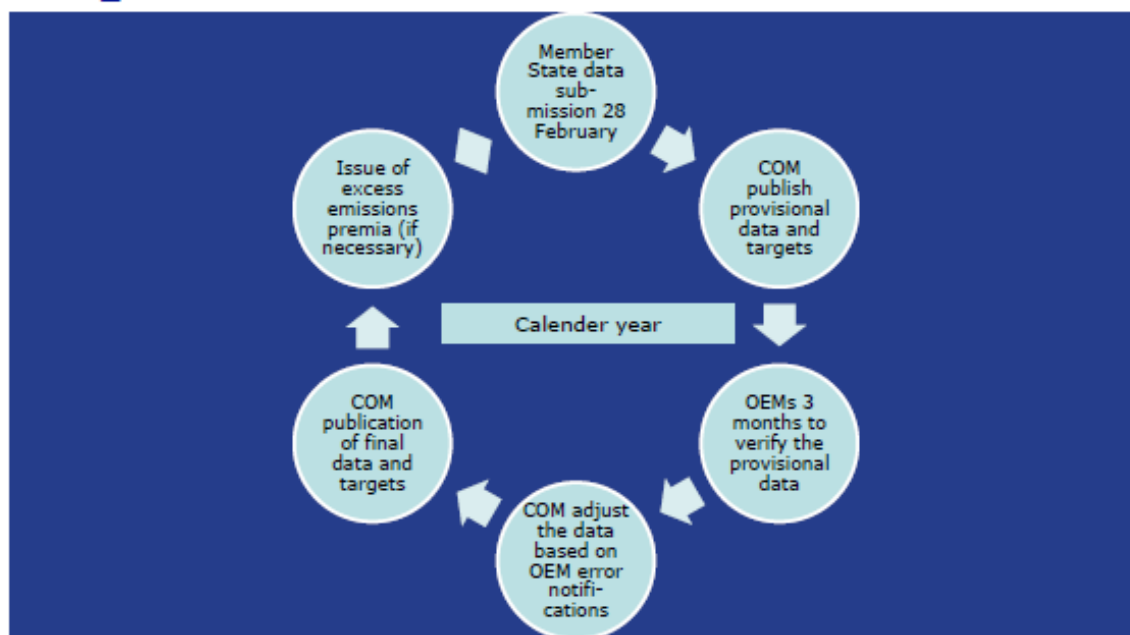 Member
State data
sub-
mission 28
February
COM
publish
provisional
data and
targets
OEMs 3
months to
verify the
provisional
data
COM adjust
the data
based on
OEM error
notifi-
cations
COM
publication
of final
data and
targets
Issue of
excess
emissions
premia (if
necessary)
Calender year